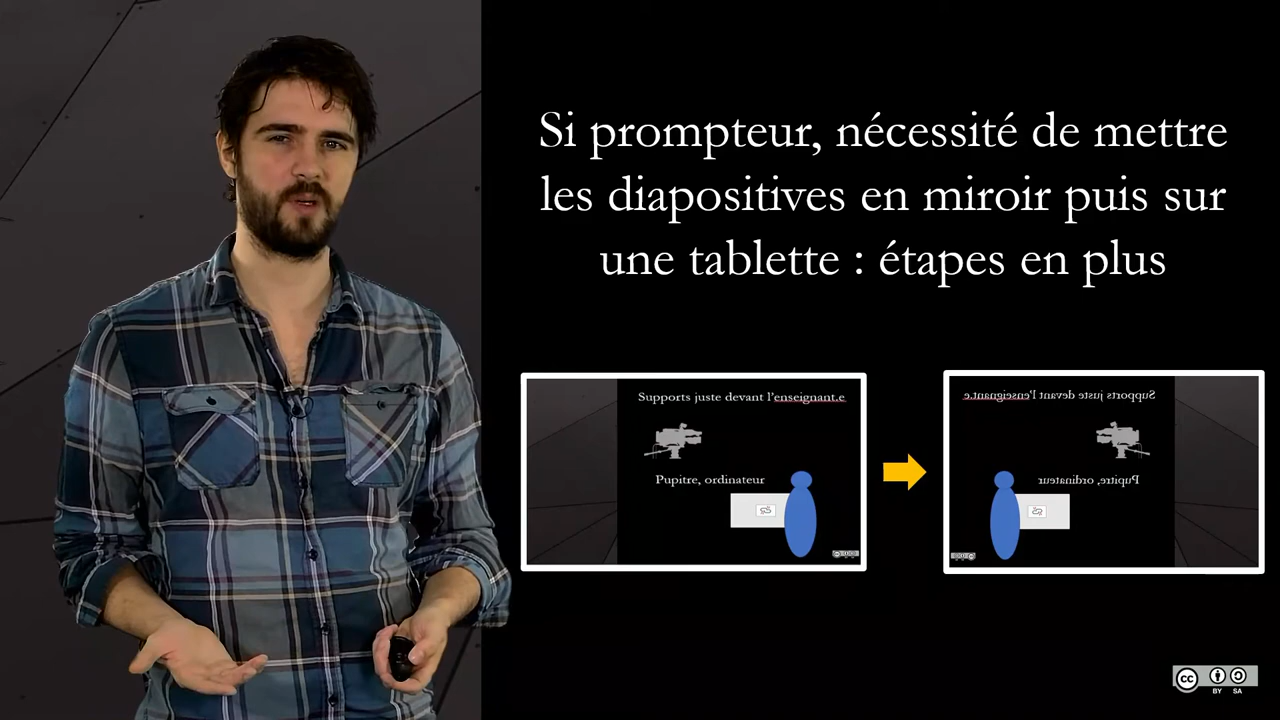 Si prompteur, nécessité de mettre
les diapositives en miroir puis sur
une tablette : étapes en plus
Supports juste devant l'enseignant.e
Pupitre, ordinateur
Supports juste devant l'enseignant.e
Pupitre, ordinateur
cc
BY SA